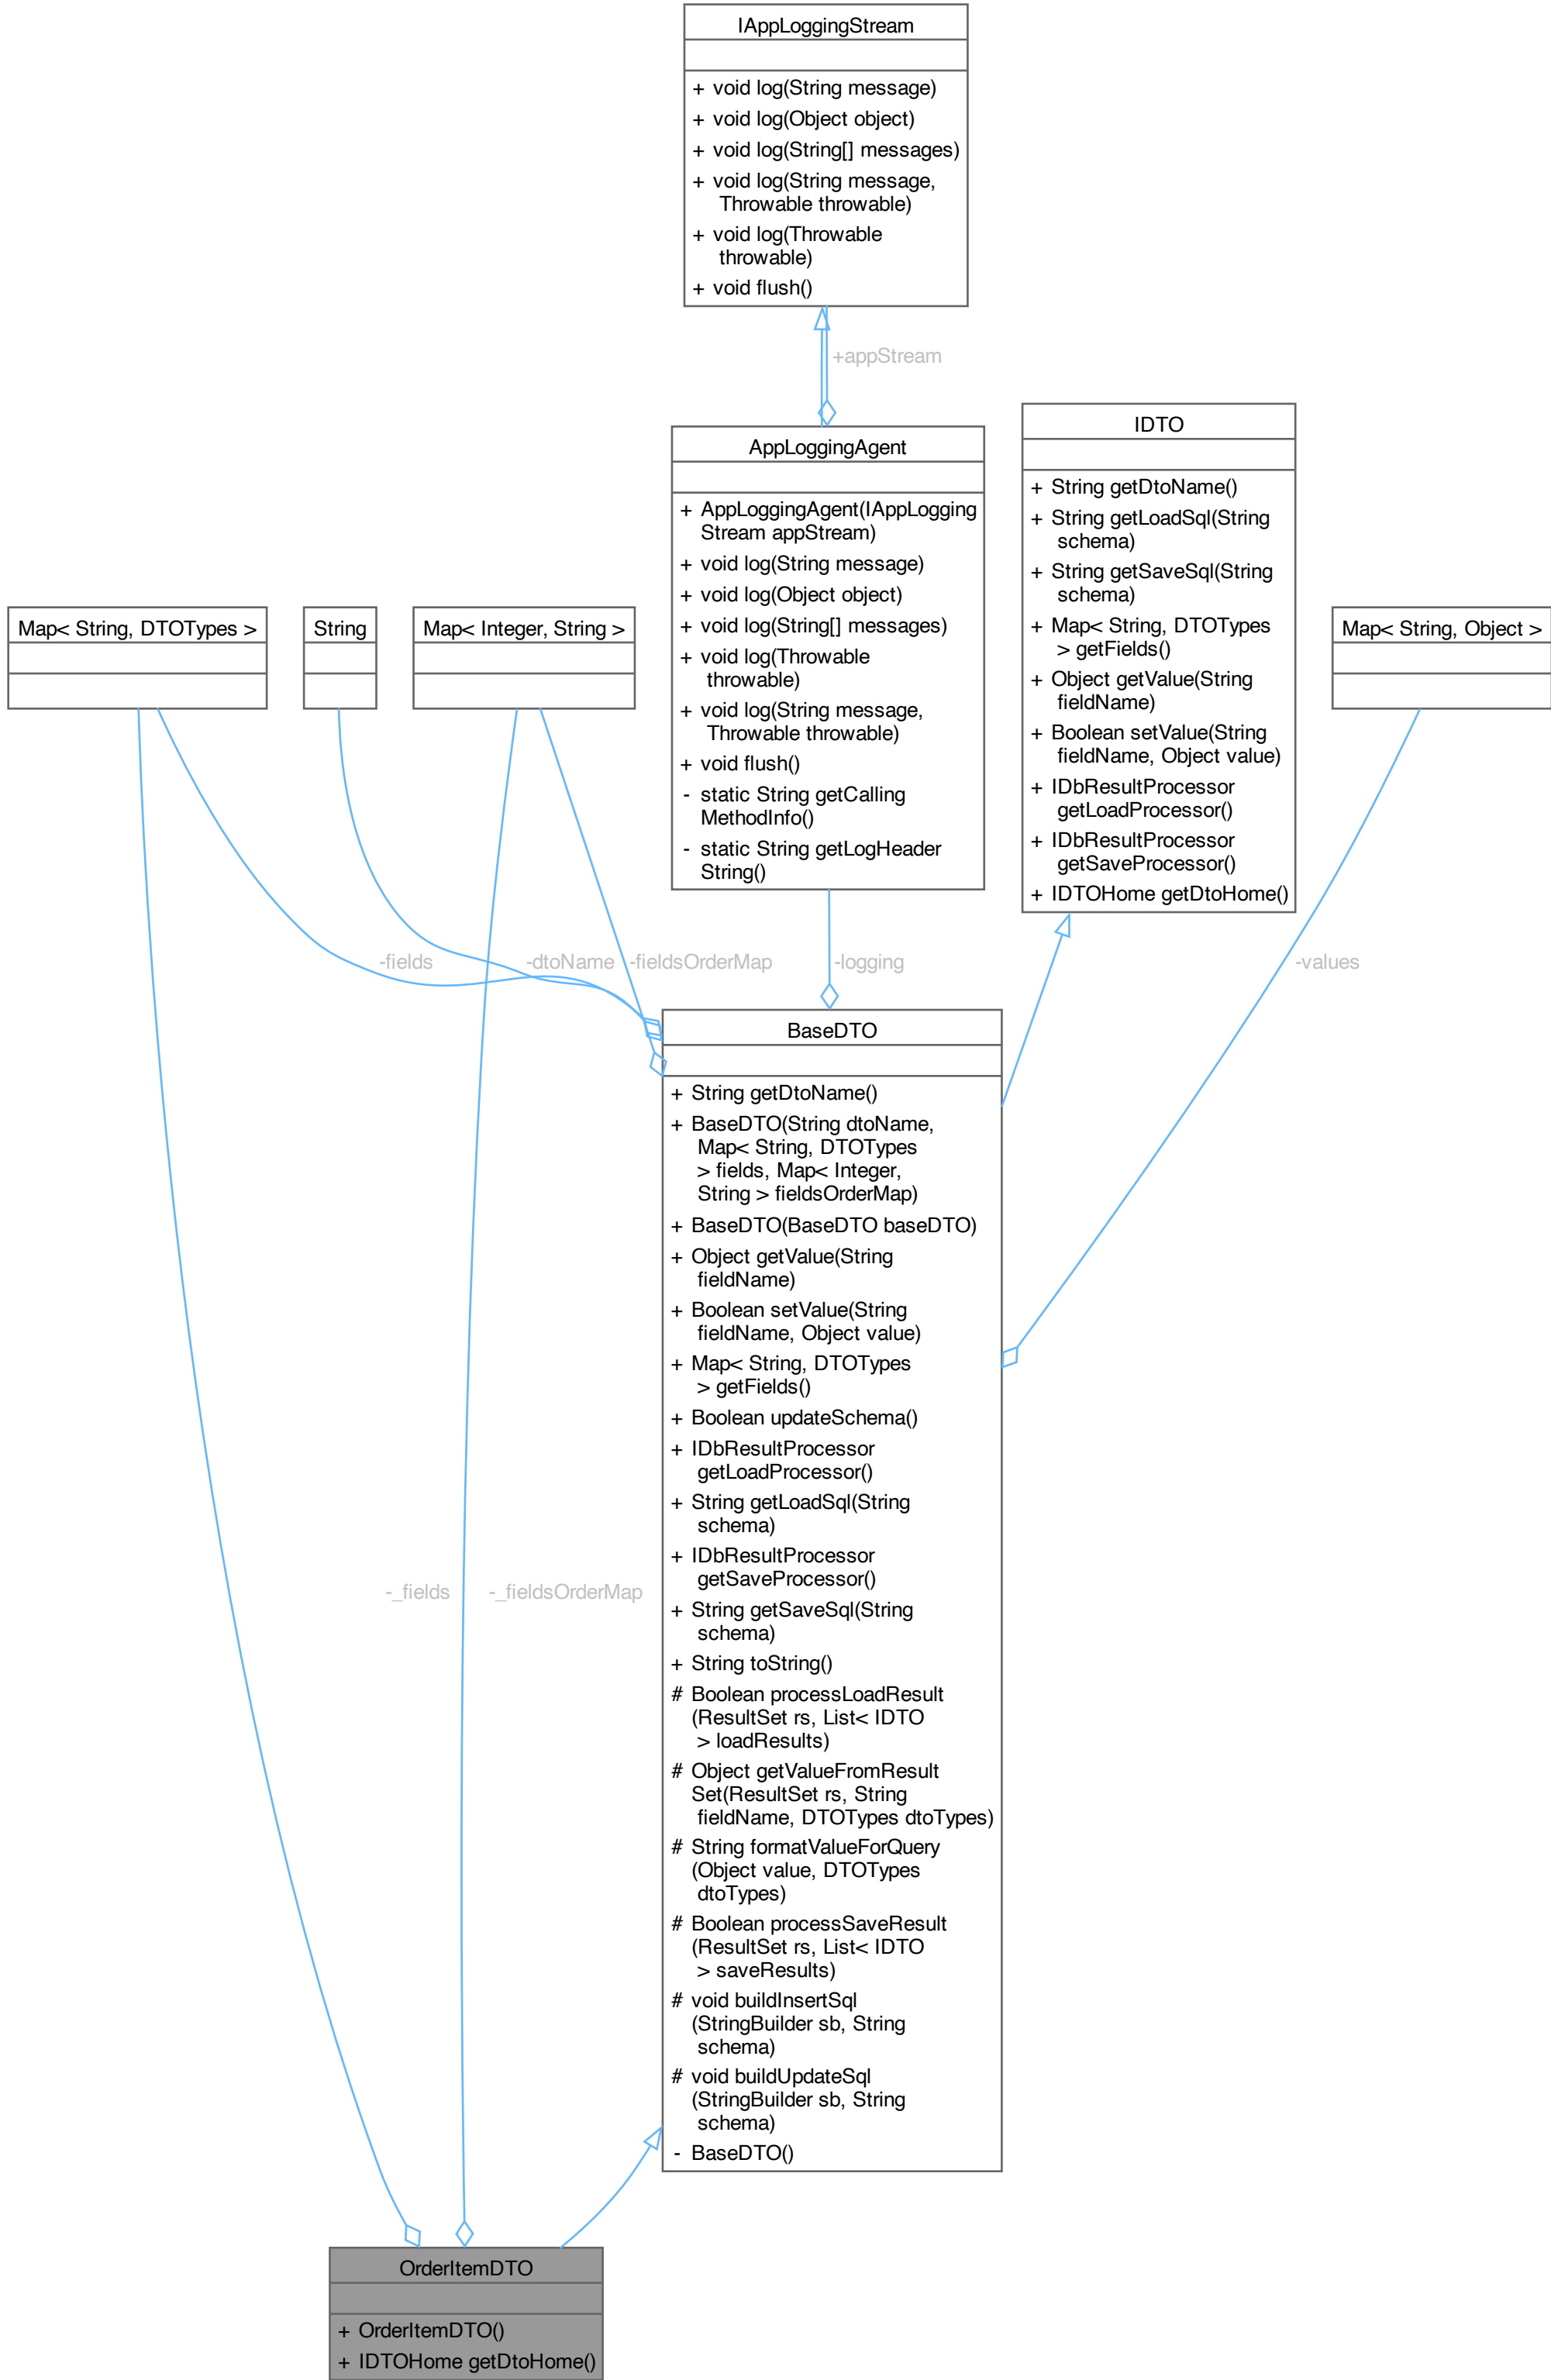 IAppLoggingStream
+ void log(String message)
+ void log(Object object)
+ void log(String[] messages)
+ void log(String message,
Throwable throwable)
+ void log(Throwable
throwable)
+ void flush()
+appStream
AppLoggingAgent
+ AppLoggingAgent(IAppLogging
Stream appStream)
+ void log(String message)
+ void log(Object object)
+ void log(String[] messages)
+ void log(Throwable
throwable)
+ void log(String message,
Throwable throwable)
+ void flush()
- static String getCalling
MethodInfo()
- static String getLogHeader
String()
IDTO
+ String getDtoName()
+ String getLoadSql(String
schema)
+ String getSaveSql(String
schema)
+ Map< String, DTOTypes
> getFields()
+ Object getValue(String
fieldName)
+ Boolean setValue(String
fieldName, Object value)
+ IDbResultProcessor
getLoadProcessor()
+ IDbResultProcessor
getSaveProcessor()
+ IDTOHome getDtoHome()
Map< String, DTOTypes >
String
Map< Integer, String >
Map< String, Object >
-fields
-dtoName
-fieldsOrderMap
-logging
-values
BaseDTO
+ String getDtoName()
+ BaseDTO(String dtoName,
Map< String, DTOTypes
> fields, Map< Integer,
String > fieldsOrderMap)
+ BaseDTO(BaseDTO baseDTO)
+ Object getValue(String
fieldName)
+ Boolean setValue(String
fieldName, Object value)
+ Map< String, DTOTypes
> getFields()
+ Boolean updateSchema()
+ IDbResultProcessor
getLoadProcessor()
+ String getLoadSql(String
schema)
+ IDbResultProcessor
getSaveProcessor()
+ String getSaveSql(String
schema)
+ String toString()
# Boolean processLoadResult
(ResultSet rs, List< IDTO
> loadResults)
# Object getValueFromResult
Set(ResultSet rs, String
fieldName, DTOTypes dtoTypes)
# String formatValueForQuery
(Object value, DTOTypes
dtoTypes)
# Boolean processSaveResult
(ResultSet rs, List< IDTO
> saveResults)
# void buildInsertSql
(StringBuilder sb, String
schema)
# void buildUpdateSql
(StringBuilder sb, String
schema)
- BaseDTO()
-_fields
-_fieldsOrderMap
OrderItemDTO
+ OrderItemDTO()
+ IDTOHome getDtoHome()